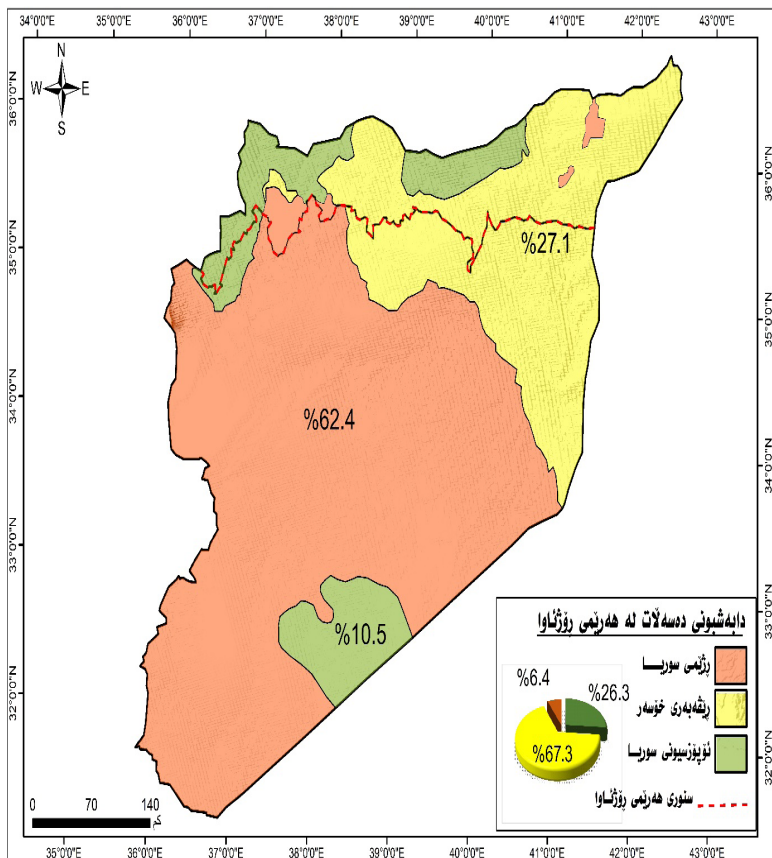 34°0'0"E 35°0'0"E 36°0'0"E 37°0'0"E 38°0'0"E 39°0'0"E 40°0'0"E 41°0'0"E 42°0'0"E 43°0'0"E
N
W E
S
36°0'0"N
35°0'0"N
34°0'0"N
33°0'0"N
32°0'0"N
36°0'0"N
35°0'0"N
34°0'0"N
33°0'0"N
32°0'0"N
%27.1
%62.4
%10.5
دابەشبونی دەسەڵات لە هەرێمی رۆژئاوا
رژێمی سوریا
رێڤەبەری خۆسەر
ئۆپۆزسیونی سوریا
سنوری هەرێمی رۆژئاوا
%6.4
%26.3
%67.3
0 70 140
کم
35°0'0"E 36°0'0"E 37°0'0"E 38°0'0"E 39°0'0"E 40°0'0"E 41°0'0"E 42°0'0"E 43°0'0"E